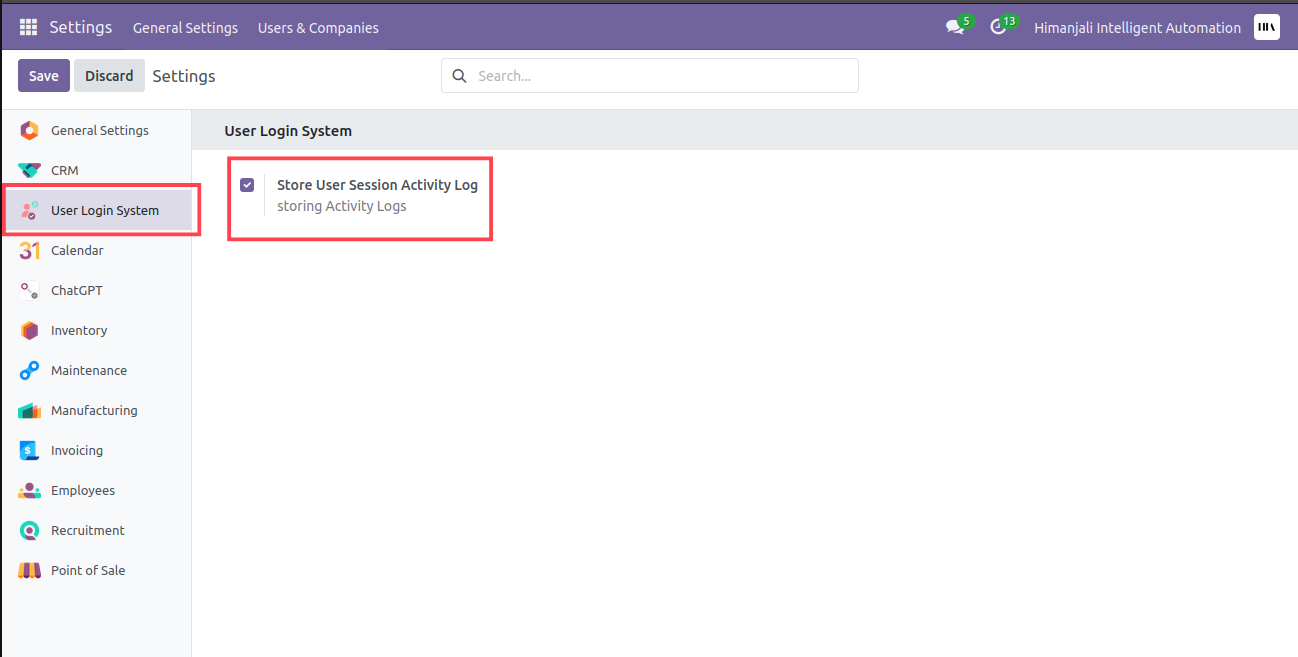 Settings General Settings Users & Companies 5 13 Himanjali Intelligent Automation
Save Discard Settings Search...
General Settings
CRM
User Login System
31 Calendar
ChatGPT
Inventory
Maintenance
Manufacturing
$ Invoicing
Employees
Recruitment
Point of Sale
User Login System
Store User Session Activity Log
storing Activity Logs